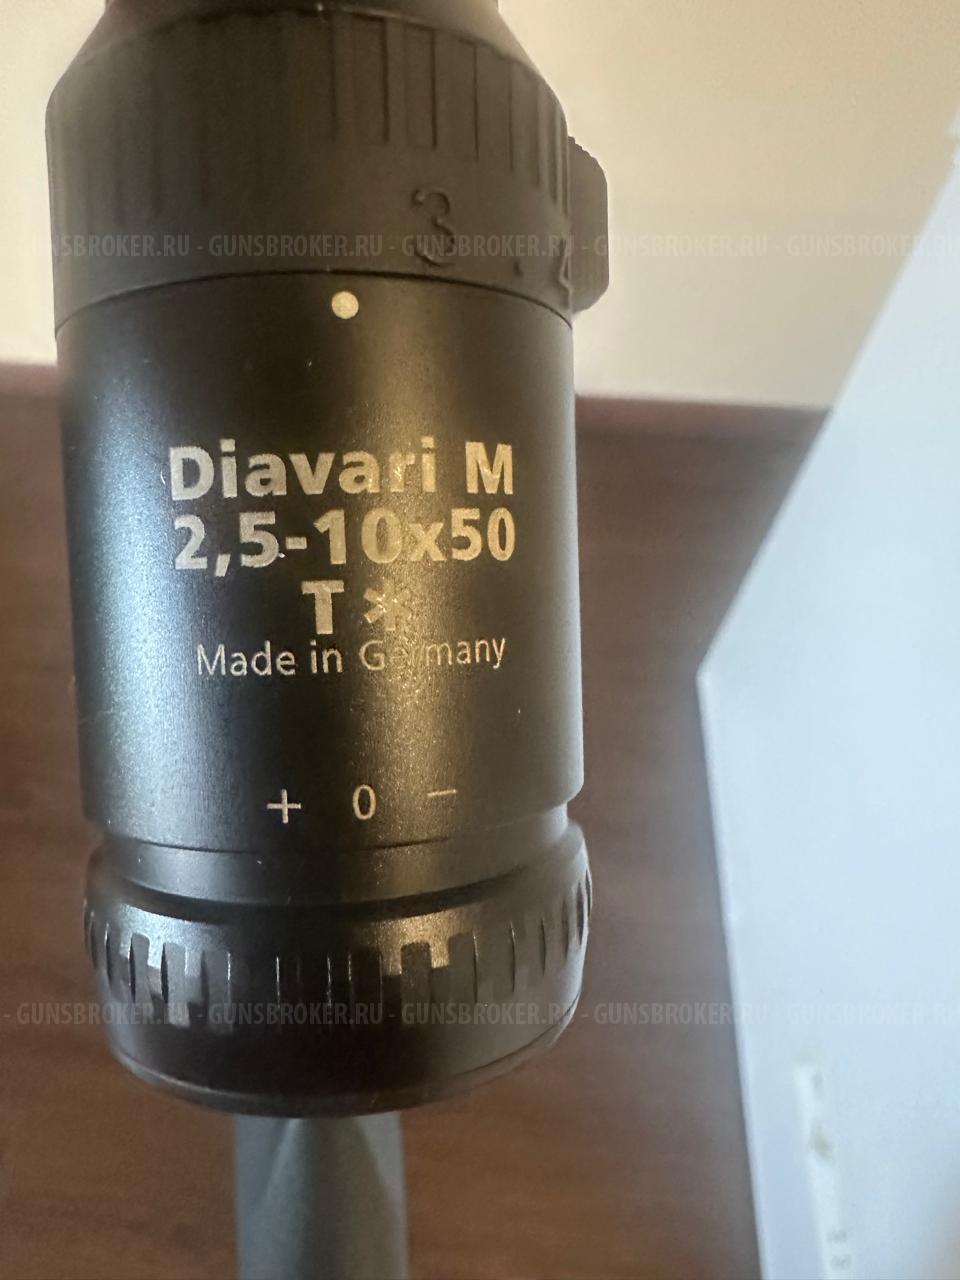 3 · 4
GUNSBROKER.RU - GUNSBROKER.RU - GUNSBROKER.RU - GUNSBROKER.RU - GUNSBROKER.RU
Diavari M
2,5-10x50
T*
Made in Germany
+ 0 −
- GUNSBROKER.RU - GUNSBROKER.RU - GUNSBROKER.RU - GUNSBROKER.RU - GUNSBROKER.RU